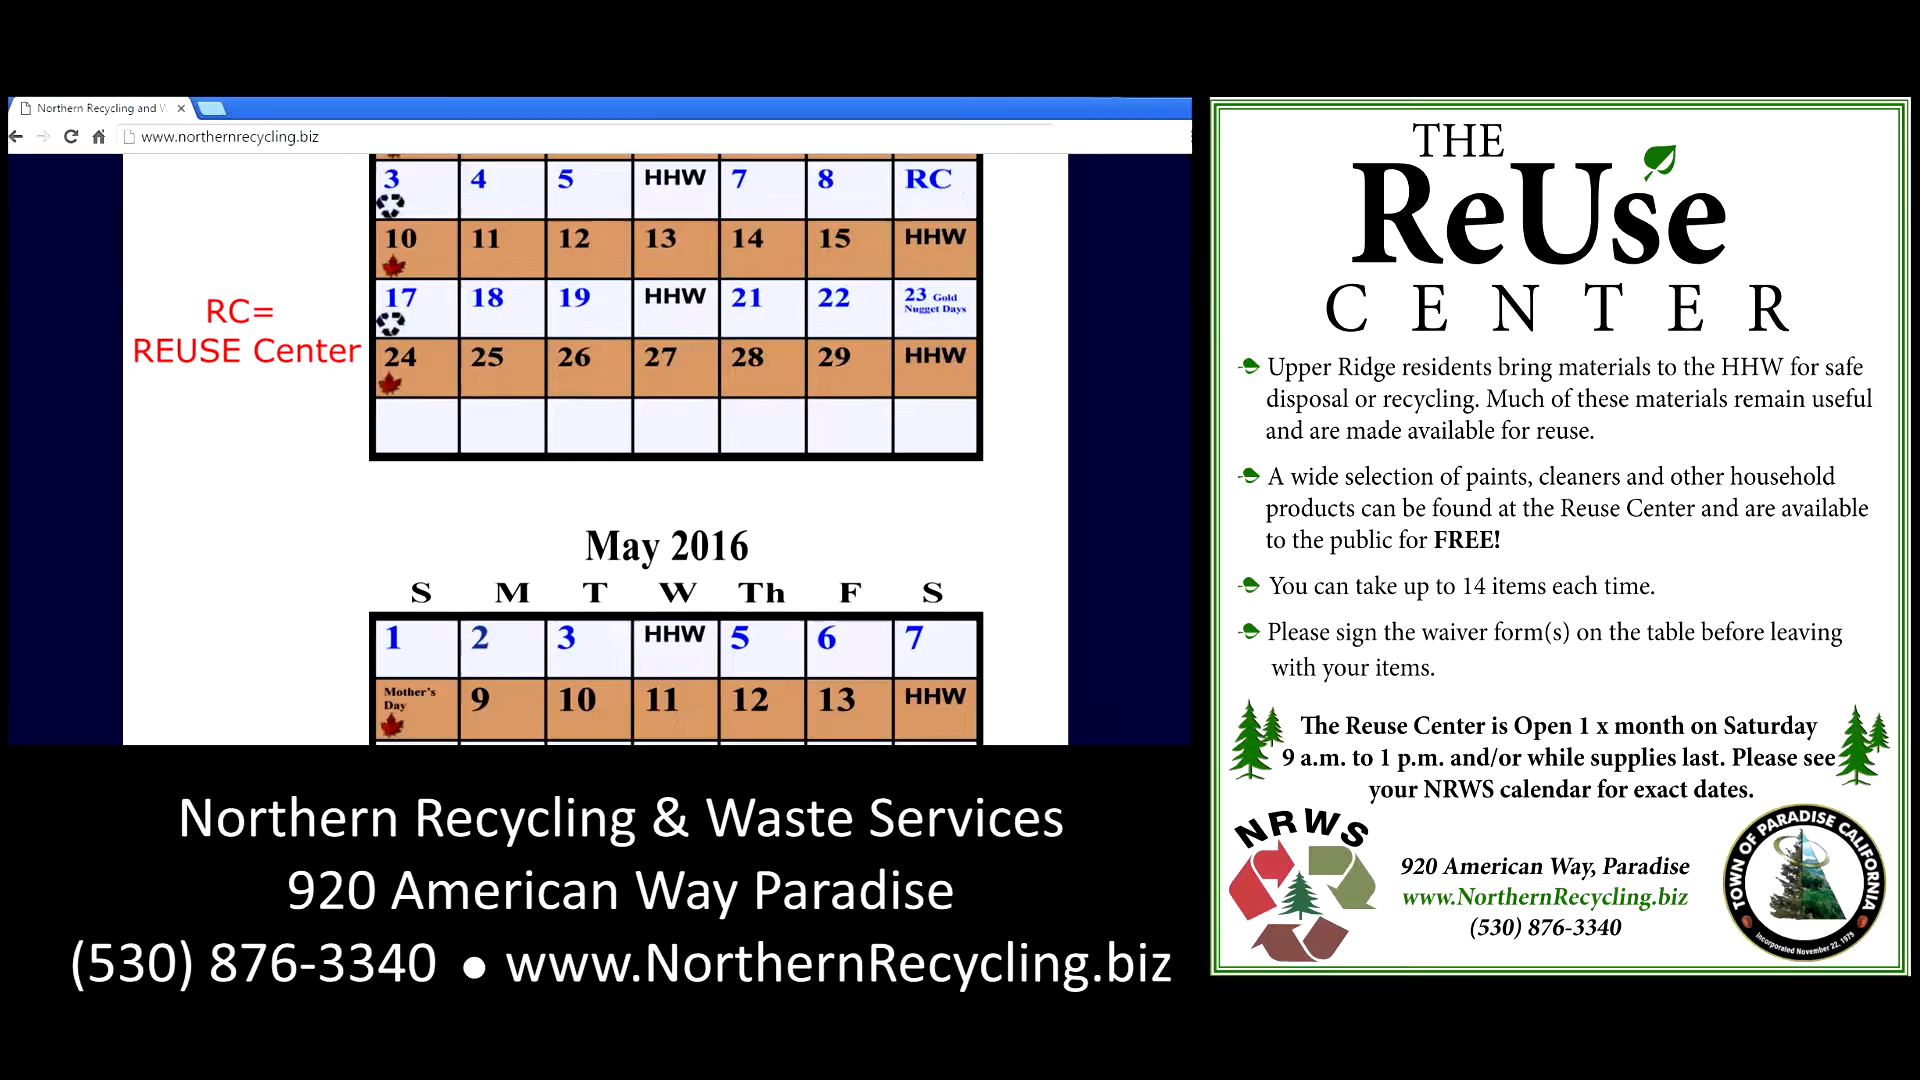 Northern Recycling and W
www.northernrecycling.biz
3 4 5 HHW 7 8 RC
10 11 12 13 14 15 HHW
17 18 19 HHW 21 22 23 Gold
Nugget Days
24 25 26 27 28 29 HHW
RC=
REUSE Center
May 2016
S M T W Th F S
1 2 3 HHW 5 6 7
Mother's
Day 9 10 11 12 13 HHW
Northern Recycling & Waste Services
920 American Way Paradise
(530) 876-3340 ● www.NorthernRecycling.biz
THE
ReUse
CENTER
Upper Ridge residents bring materials to the HHW for safe
disposal or recycling. Much of these materials remain useful
and are made available for reuse.
A wide selection of paints, cleaners and other household
products can be found at the Reuse Center and are available
to the public for FREE!
You can take up to 14 items each time.
Please sign the waiver form(s) on the table before leaving
with your items.
The Reuse Center is Open 1 x month on Saturday
9 a.m. to 1 p.m. and/or while supplies last. Please see
your NRWS calendar for exact dates.
NRWS
920 American Way, Paradise
www.NorthernRecycling.biz
(530) 876-3340
TOWN OF PARADISE CALIFORNIA
Incorporated November 27, 1979